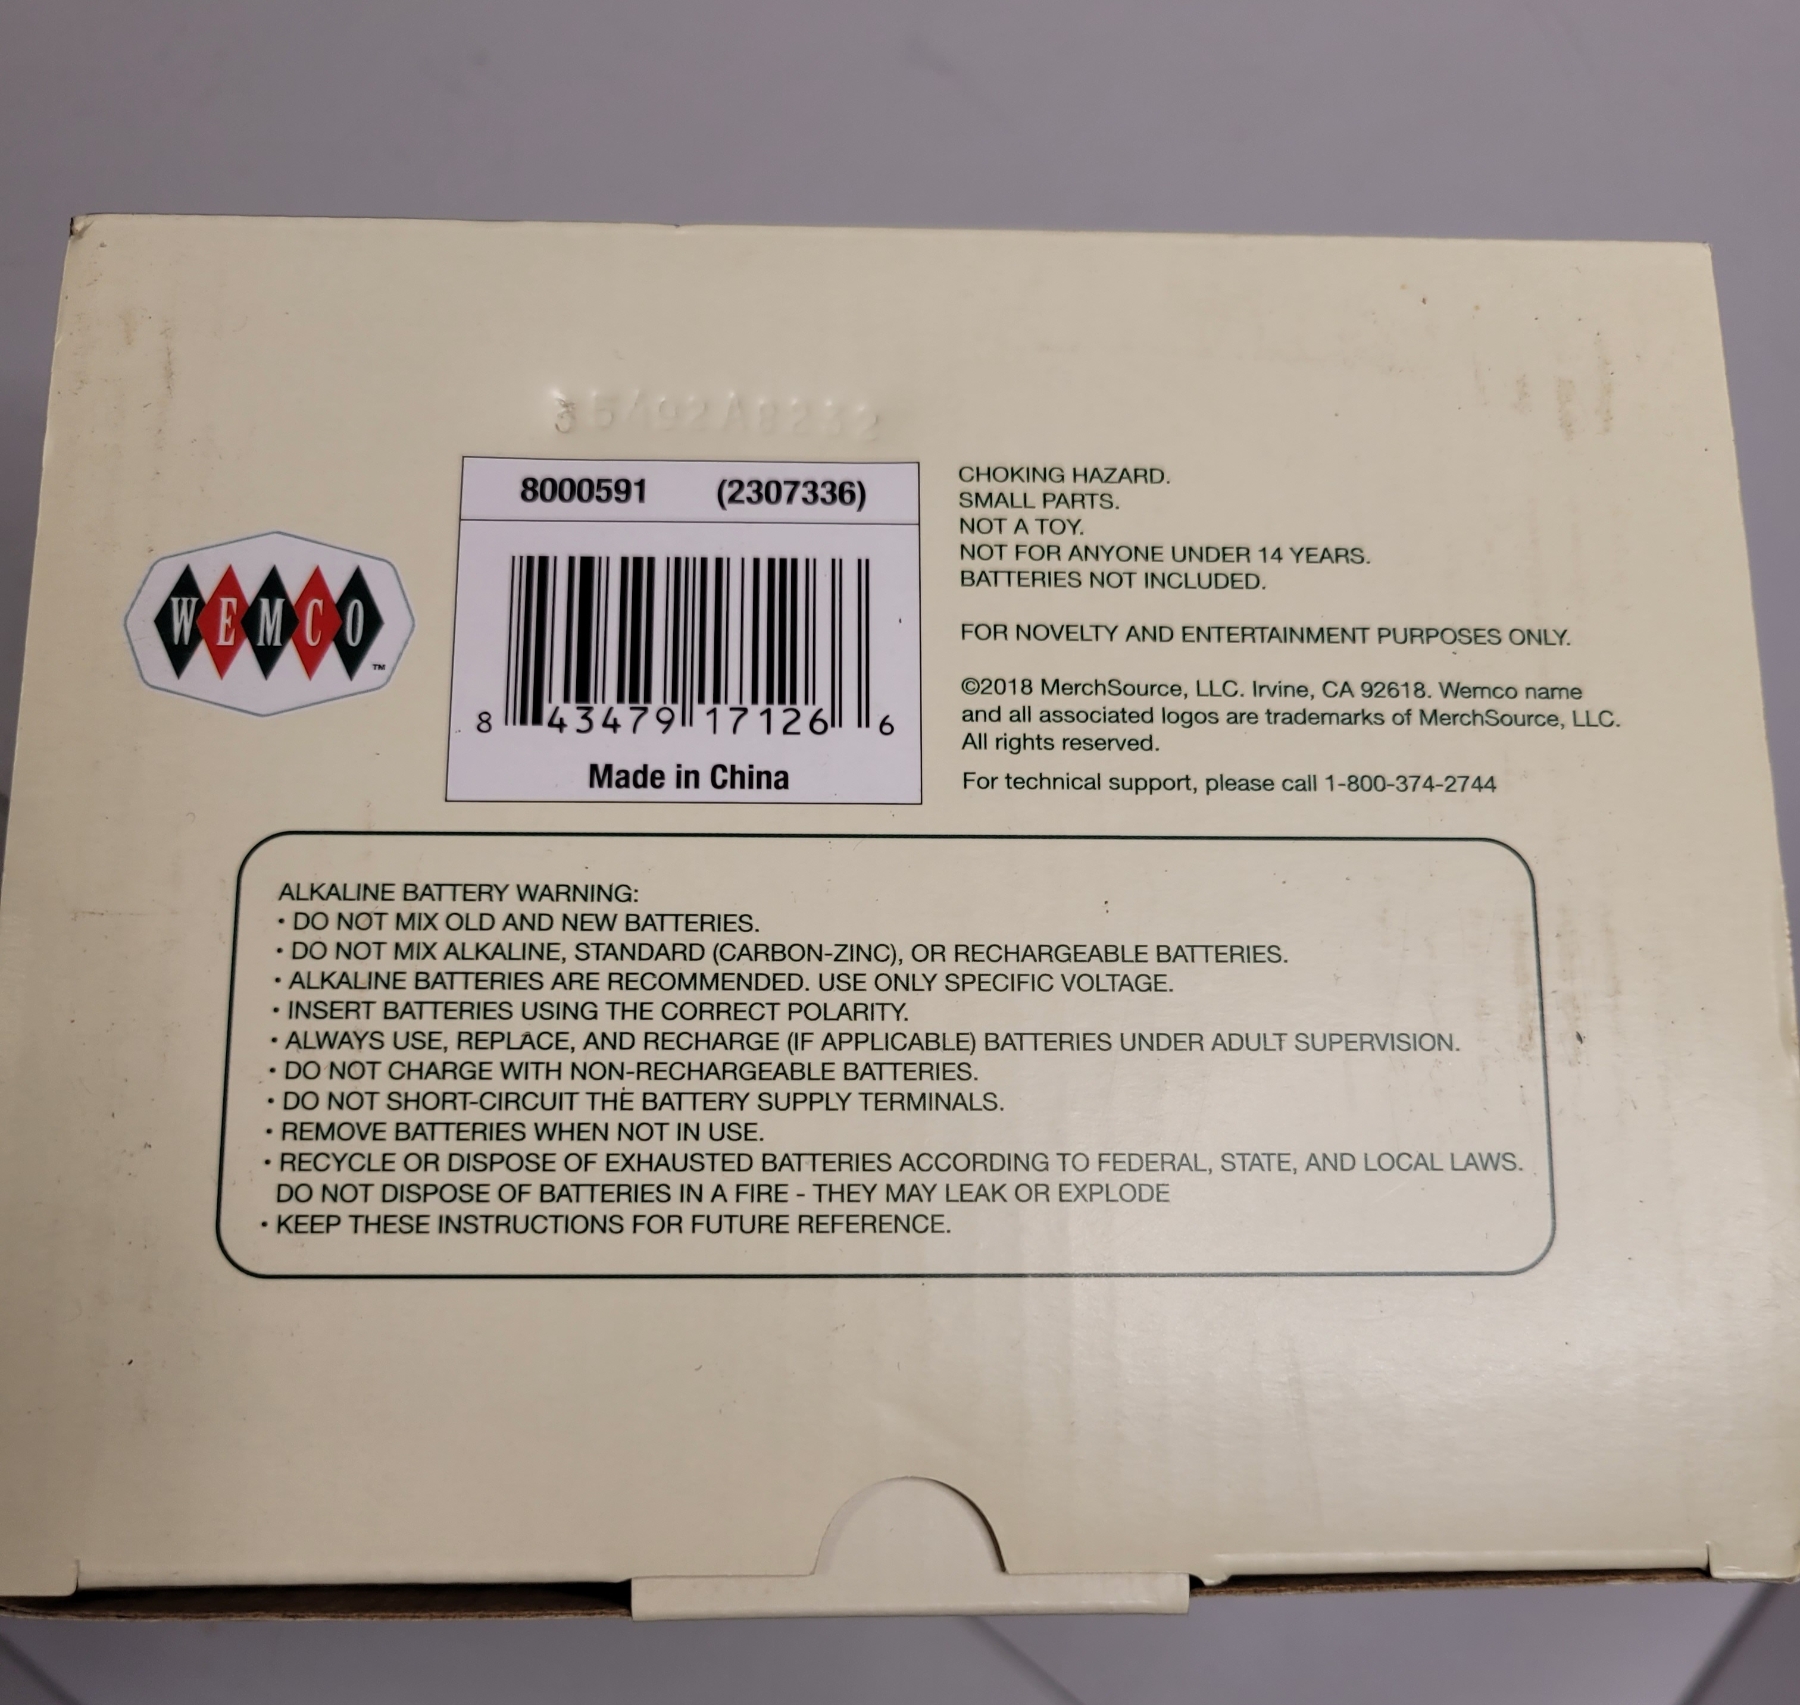 8000591 (2307336)
WEMCO
TM
8 43479 17126 6
Made in China
CHOKING HAZARD.
SMALL PARTS.
NOT A TOY.
NOT FOR ANYONE UNDER 14 YEARS.
BATTERIES NOT INCLUDED.
FOR NOVELTY AND ENTERTAINMENT PURPOSES ONLY.
©2018 MerchSource, LLC. Irvine, CA 92618. Wemco name
and all associated logos are trademarks of MerchSource, LLC.
All rights reserved.
For technical support, please call 1-800-374-2744
ALKALINE BATTERY WARNING:
• DO NOT MIX OLD AND NEW BATTERIES.
• DO NOT MIX ALKALINE, STANDARD (CARBON-ZINC), OR RECHARGEABLE BATTERIES.
• ALKALINE BATTERIES ARE RECOMMENDED. USE ONLY SPECIFIC VOLTAGE.
• INSERT BATTERIES USING THE CORRECT POLARITY.
• ALWAYS USE, REPLACE, AND RECHARGE (IF APPLICABLE) BATTERIES UNDER ADULT SUPERVISION.
• DO NOT CHARGE WITH NON-RECHARGEABLE BATTERIES.
• DO NOT SHORT-CIRCUIT THE BATTERY SUPPLY TERMINALS.
• REMOVE BATTERIES WHEN NOT IN USE.
• RECYCLE OR DISPOSE OF EXHAUSTED BATTERIES ACCORDING TO FEDERAL, STATE, AND LOCAL LAWS.
DO NOT DISPOSE OF BATTERIES IN A FIRE - THEY MAY LEAK OR EXPLODE
• KEEP THESE INSTRUCTIONS FOR FUTURE REFERENCE.